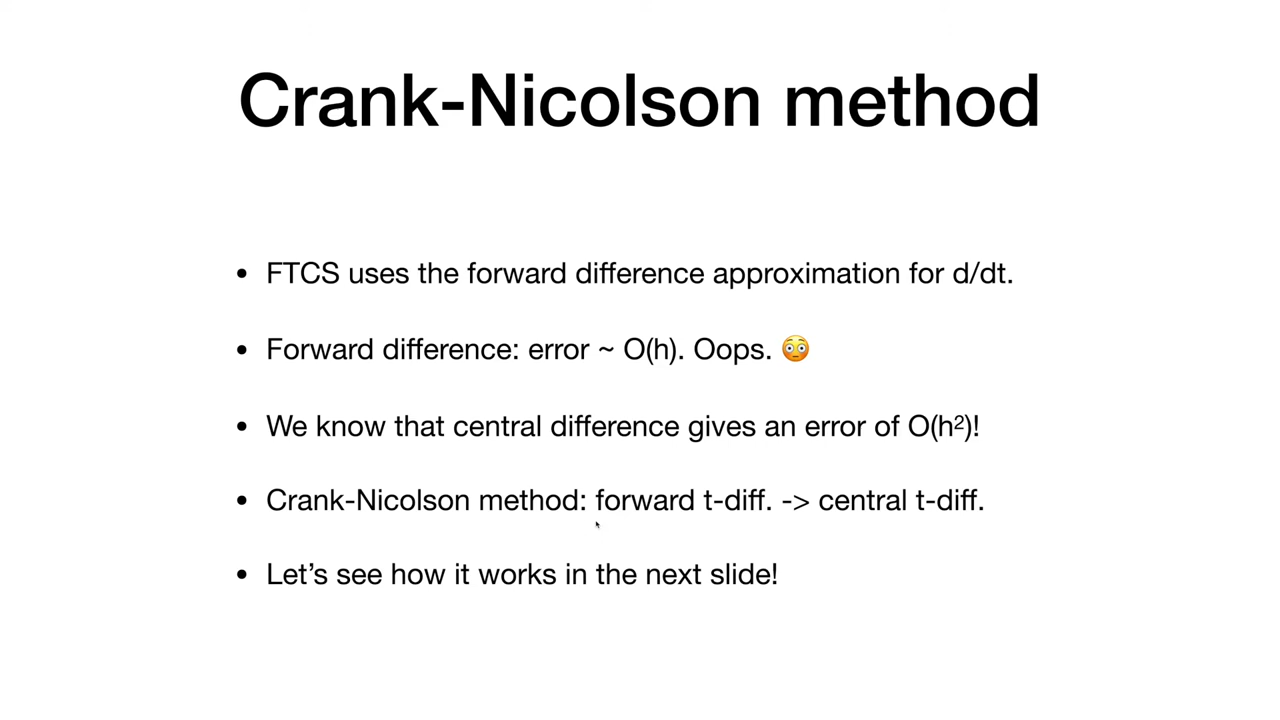 Crank-Nicolson method
• FTCS uses the forward difference approximation for d/dt.
• Forward difference: error ~ O(h). Oops. 😳
• We know that central difference gives an error of O(h²)!
• Crank-Nicolson method: forward t-diff. -> central t-diff.
• Let’s see how it works in the next slide!